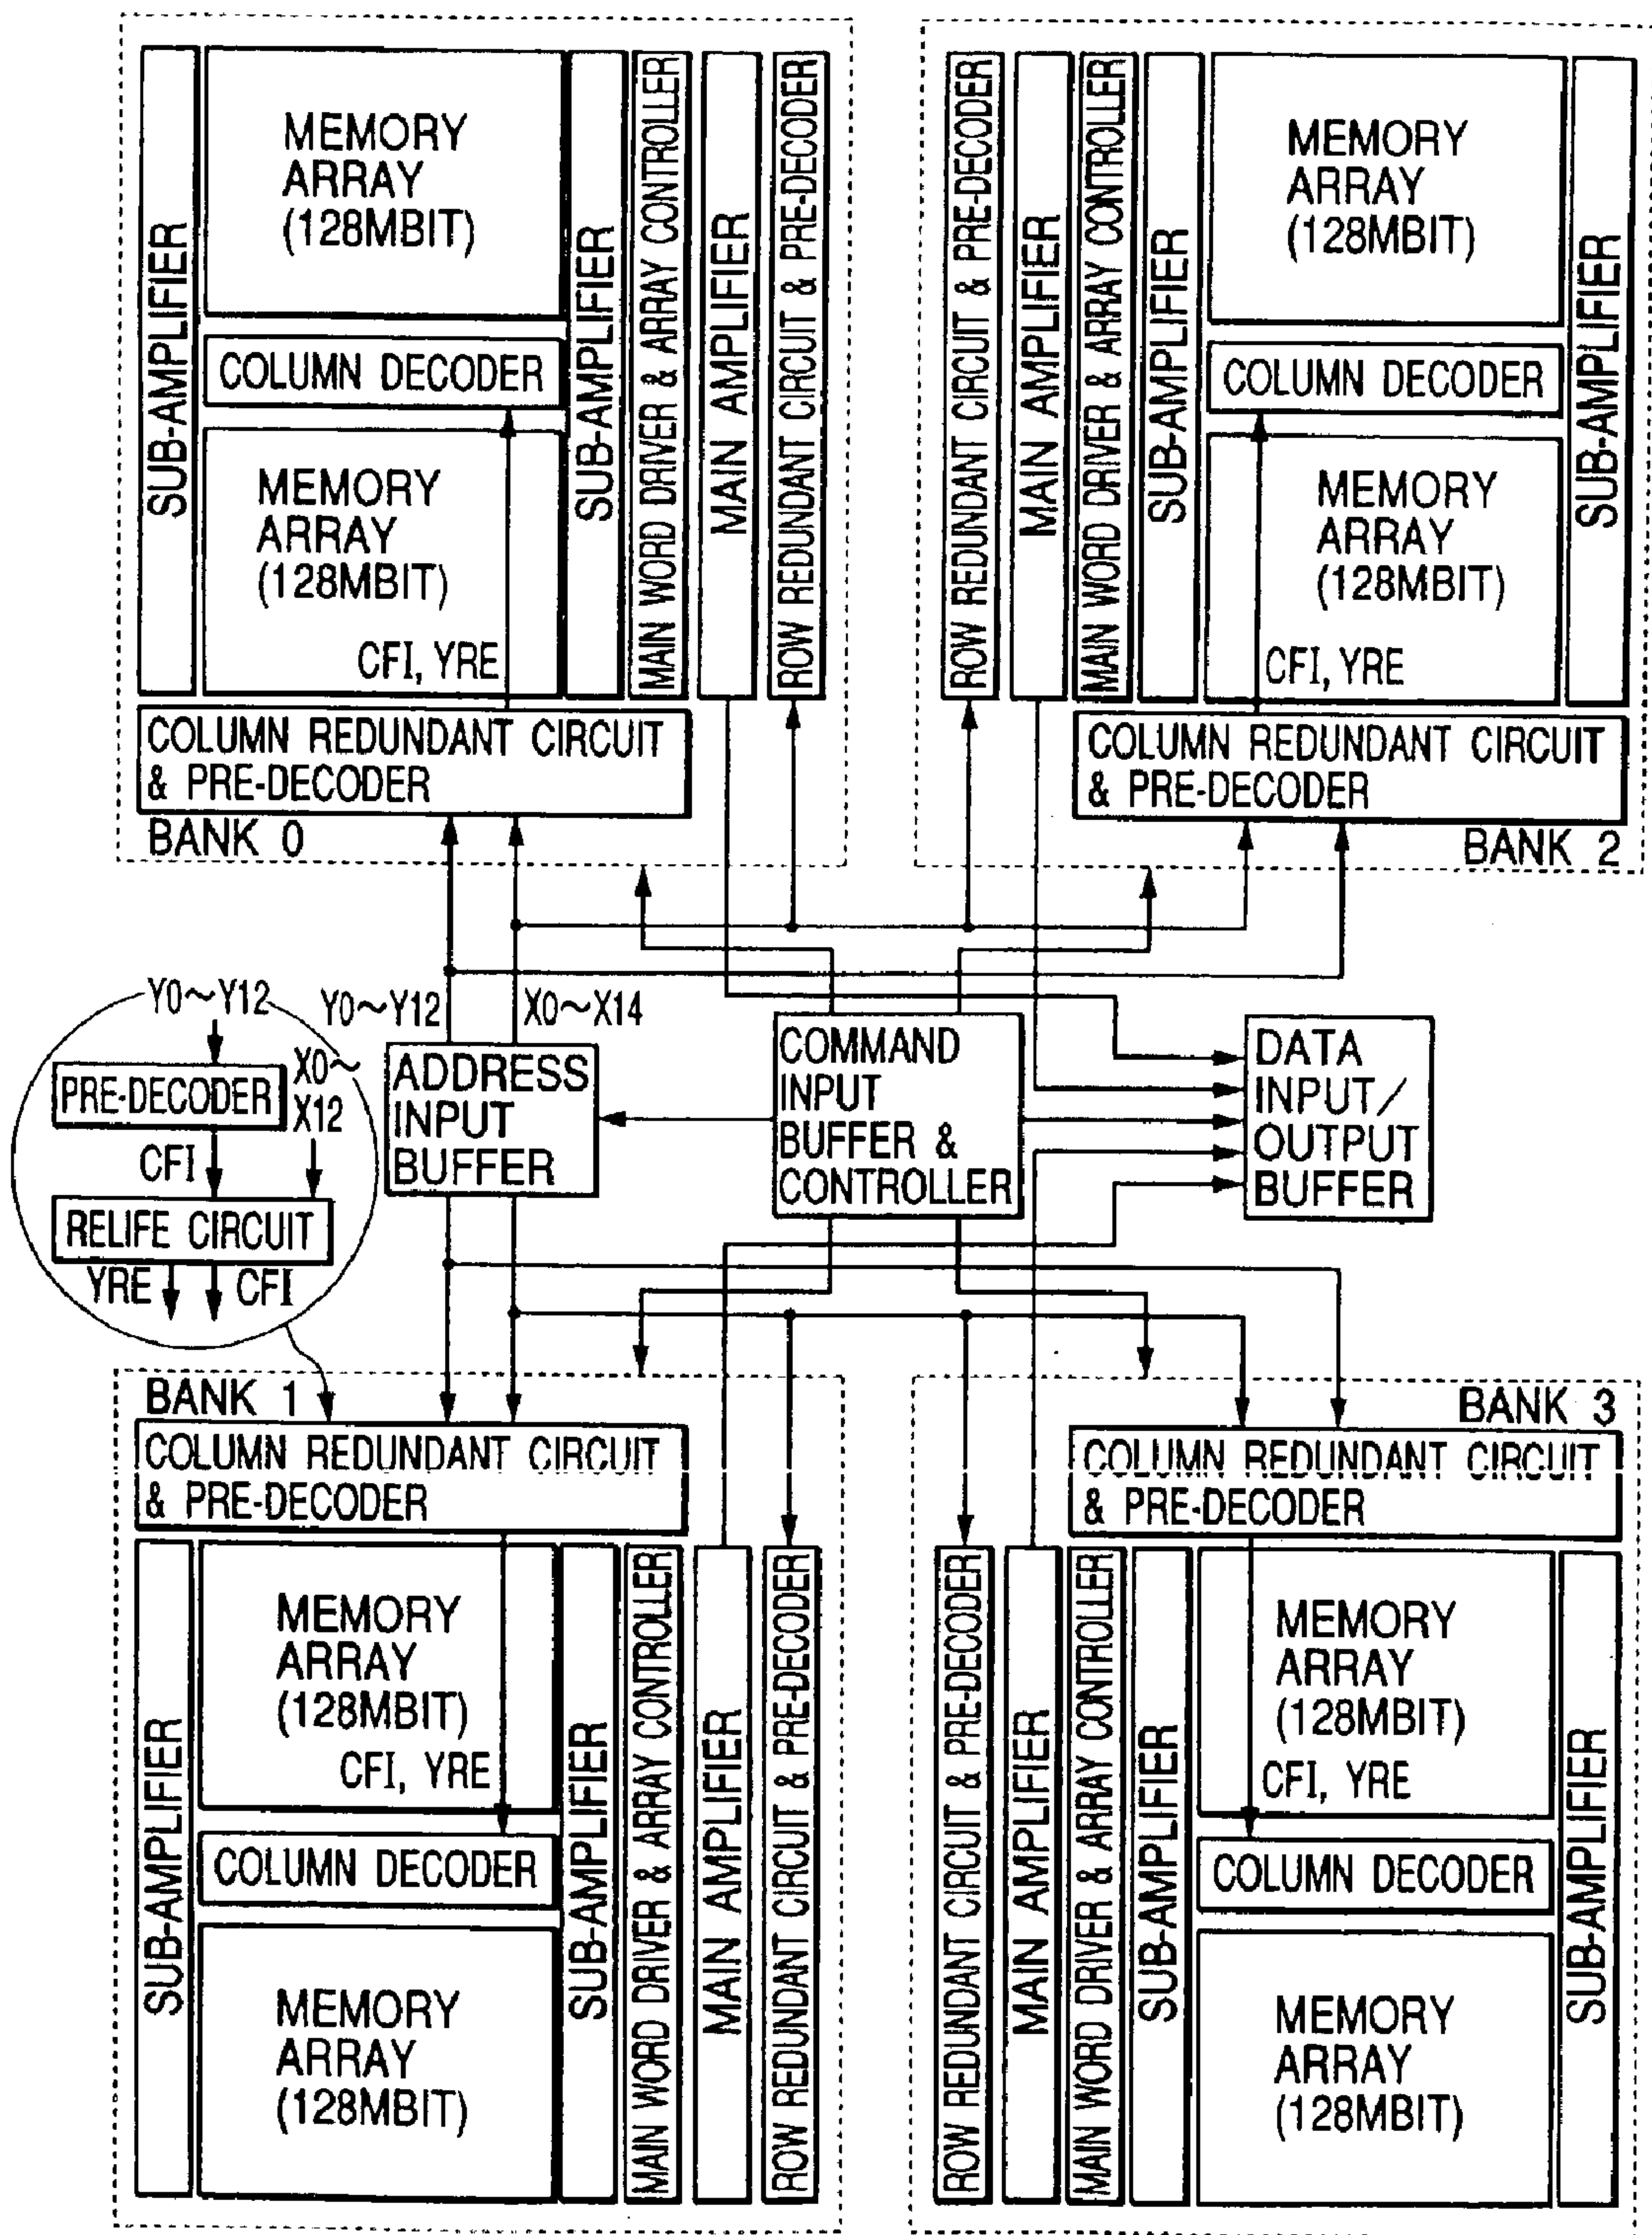 SUB-AMPLIFIER
MEMORY
ARRAY
(128MBIT)
COLUMN DECODER
MEMORY
ARRAY
(128MBIT)
CFI, YRE
SUB-AMPLIFIER
MAIN WORD DRIVER & ARRAY CONTROLLER
MAIN AMPLIFIER
ROW REDUNDANT CIRCUIT & PRE-DECODER
COLUMN REDUNDANT CIRCUIT
& PRE-DECODER
BANK 0
ROW REDUNDANT CIRCUIT & PRE-DECODER
MAIN AMPLIFIER
MAIN WORD DRIVER & ARRAY CONTROLLER
SUB-AMPLIFIER
MEMORY
ARRAY
(128MBIT)
COLUMN DECODER
MEMORY
ARRAY
(128MBIT)
CFI, YRE
SUB-AMPLIFIER
COLUMN REDUNDANT CIRCUIT
& PRE-DECODER
BANK 2
Y0~Y12
PRE-DECODER
X0~
X12
CFI
RELIFE CIRCUIT
YRE
CFI
Y0~Y12
X0~X14
ADDRESS
INPUT
BUFFER
COMMAND
INPUT
BUFFER &
CONTROLLER
DATA
INPUT/
OUTPUT
BUFFER
BANK 1
COLUMN REDUNDANT CIRCUIT
& PRE-DECODER
SUB-AMPLIFIER
MEMORY
ARRAY
(128MBIT)
CFI, YRE
COLUMN DECODER
MEMORY
ARRAY
(128MBIT)
SUB-AMPLIFIER
MAIN WORD DRIVER & ARRAY CONTROLLER
MAIN AMPLIFIER
ROW REDUNDANT CIRCUIT & PRE-DECODER
BANK 3
COLUMN REDUNDANT CIRCUIT
& PRE-DECODER
ROW REDUNDANT CIRCUIT & PRE-DECODER
MAIN AMPLIFIER
MAIN WORD DRIVER & ARRAY CONTROLLER
SUB-AMPLIFIER
MEMORY
ARRAY
(128MBIT)
CFI, YRE
COLUMN DECODER
MEMORY
ARRAY
(128MBIT)
SUB-AMPLIFIER